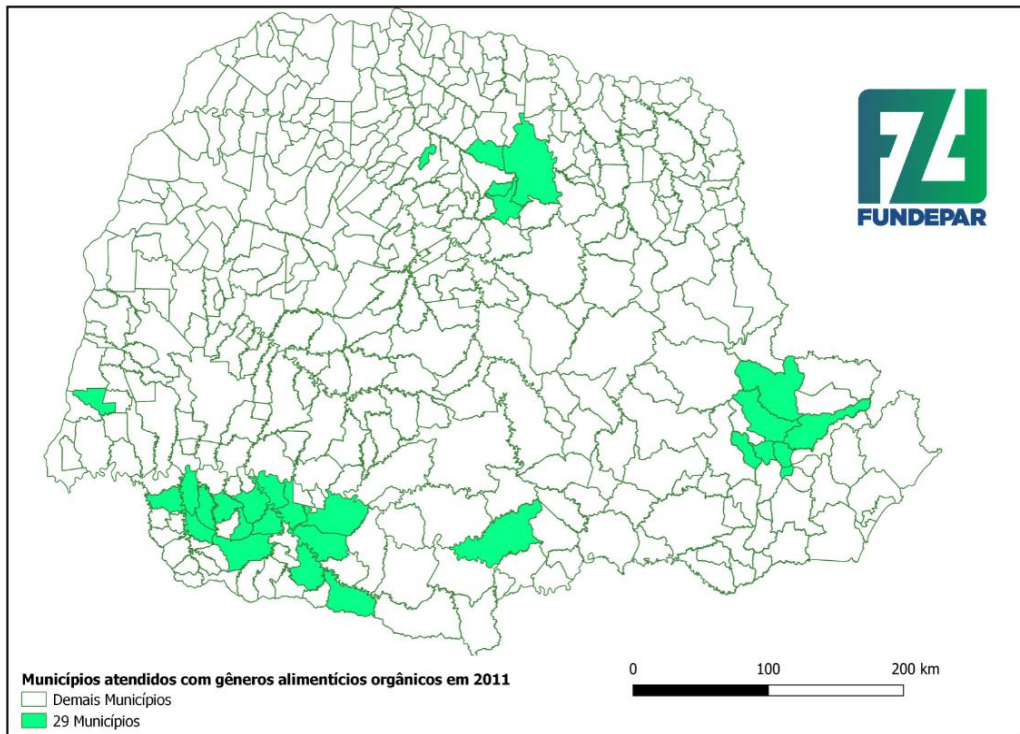 FUNDEPAR
Municípios atendidos com gêneros alimentícios orgânicos em 2011
Demais Municípios
29 Municípios
0 100 200 km